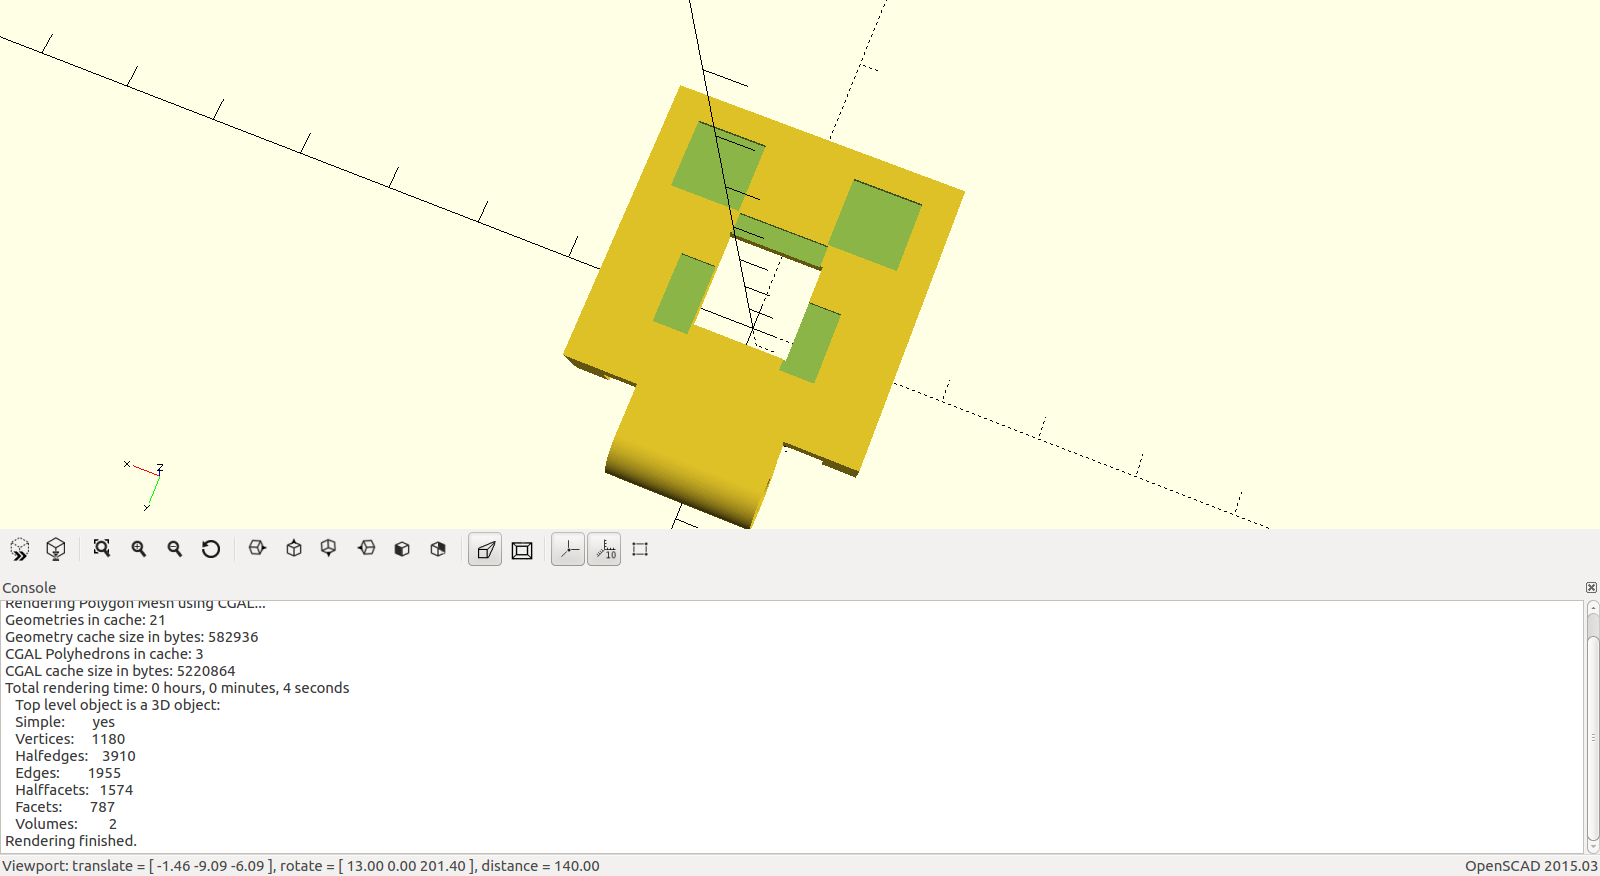 x
z
y
10
Console
Rendering Polygon Mesh using CGAL...
Geometries in cache: 21
Geometry cache size in bytes: 582936
CGAL Polyhedrons in cache: 3
CGAL cache size in bytes: 5220864
Total rendering time: 0 hours, 0 minutes, 4 seconds
Top level object is a 3D object:
Simple: yes
Vertices: 1180
Halfedges: 3910
Edges: 1955
Halffacets: 1574
Facets: 787
Volumes: 2
Rendering finished.
Viewport: translate = [ -1.46 -9.09 -6.09 ], rotate = [ 13.00 0.00 201.40 ], distance = 140.00
OpenSCAD 2015.03